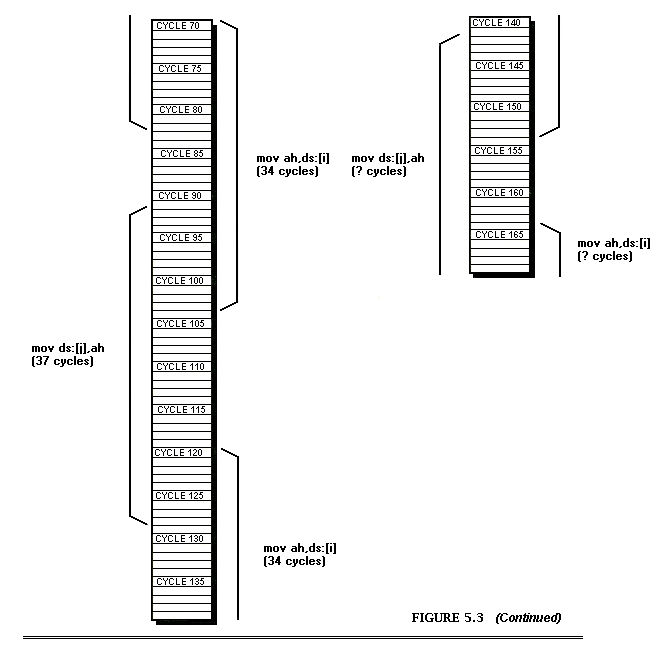 CYCLE 70
CYCLE 75
CYCLE 80
CYCLE 85
CYCLE 90
CYCLE 95
CYCLE 100
CYCLE 105
CYCLE 110
CYCLE 115
CYCLE 120
CYCLE 125
CYCLE 130
CYCLE 135
mov ds:[j],ah
(37 cycles)
mov ah,ds:[i]
(34 cycles)
mov ah,ds:[i]
(34 cycles)
CYCLE 140
CYCLE 145
CYCLE 150
CYCLE 155
CYCLE 160
CYCLE 165
mov ds:[j],ah
(? cycles)
mov ah,ds:[i]
(? cycles)
FIGURE 5.3 (Continued)